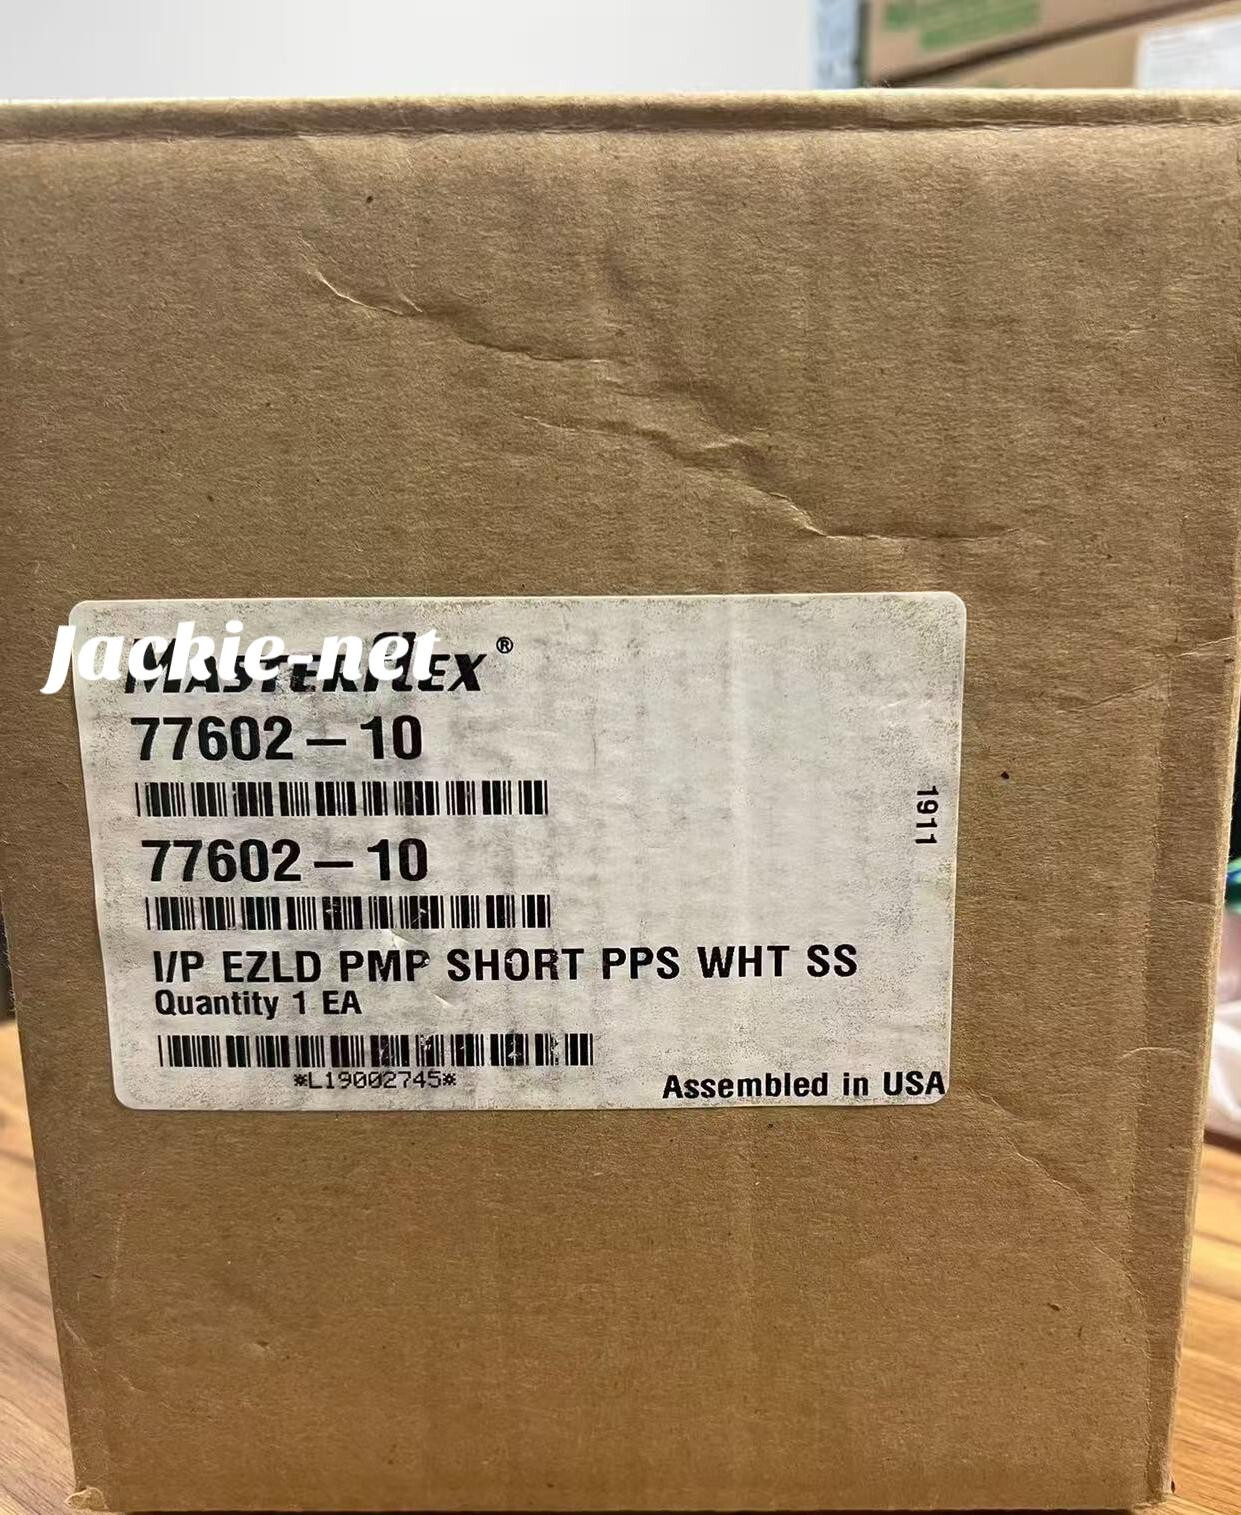 Jackie-net
MASTERFLEX®
77602-10
77602-10
I/P EZLD PMP SHORT PPS WHT SS
Quantity 1 EA
*L19002745*
Assembled in USA
1911